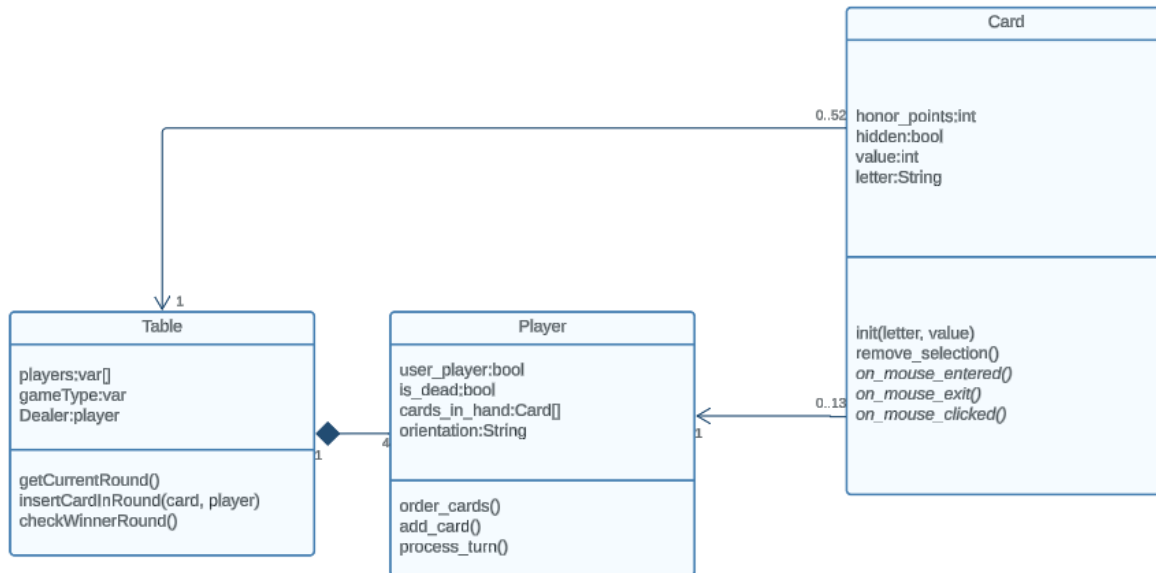 Card
0..52
honor_points:int
hidden:bool
value:int
letter:String
init(letter, value)
remove_selection()
on_mouse_entered()
on_mouse_exit()
on_mouse_clicked()
0..13
1
Table
players:var[]
gameType:var
Dealer:player
getCurrentRound()
insertCardInRound(card, player)
checkWinnerRound()
1
4
Player
user_player:bool
is_dead:bool
cards_in_hand:Card[]
orientation:String
order_cards()
add_card()
process_turn()
1